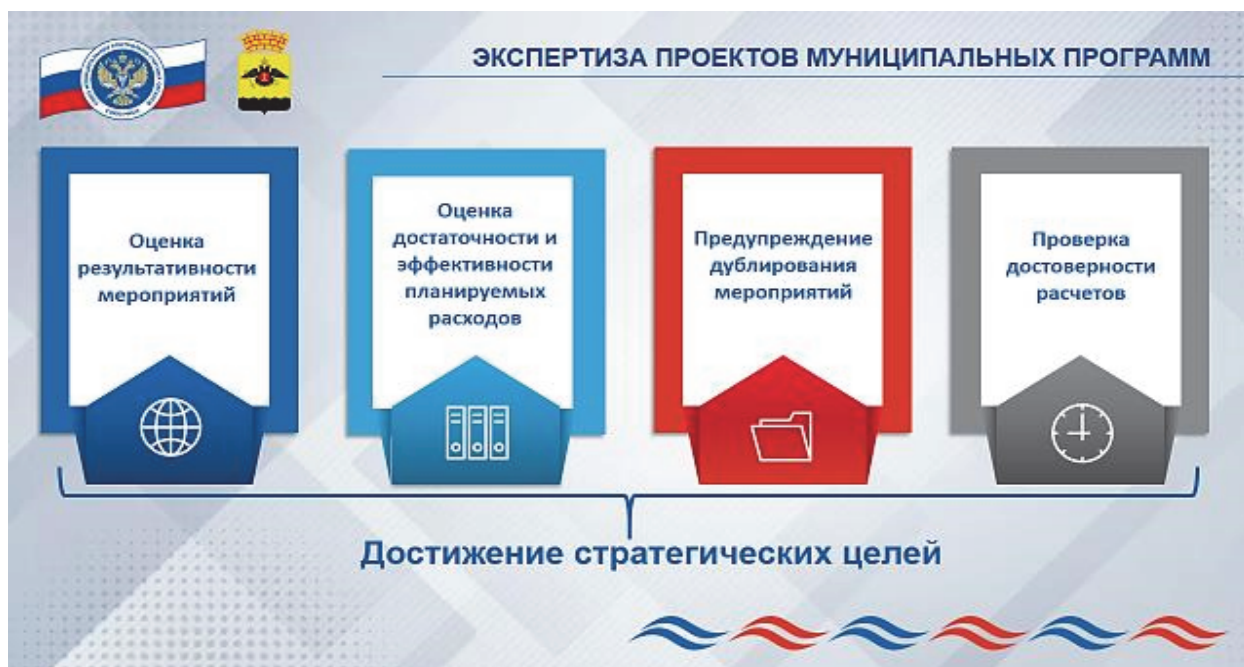 ЭКСПЕРТИЗА ПРОЕКТОВ МУНИЦИПАЛЬНЫХ ПРОГРАММ
Оценка
результативности
мероприятий
Оценка
достаточности и
эффективности
планируемых
расходов
Предупреждение
дублирования
мероприятий
Проверка
достоверности
расчетов
Достижение стратегических целей